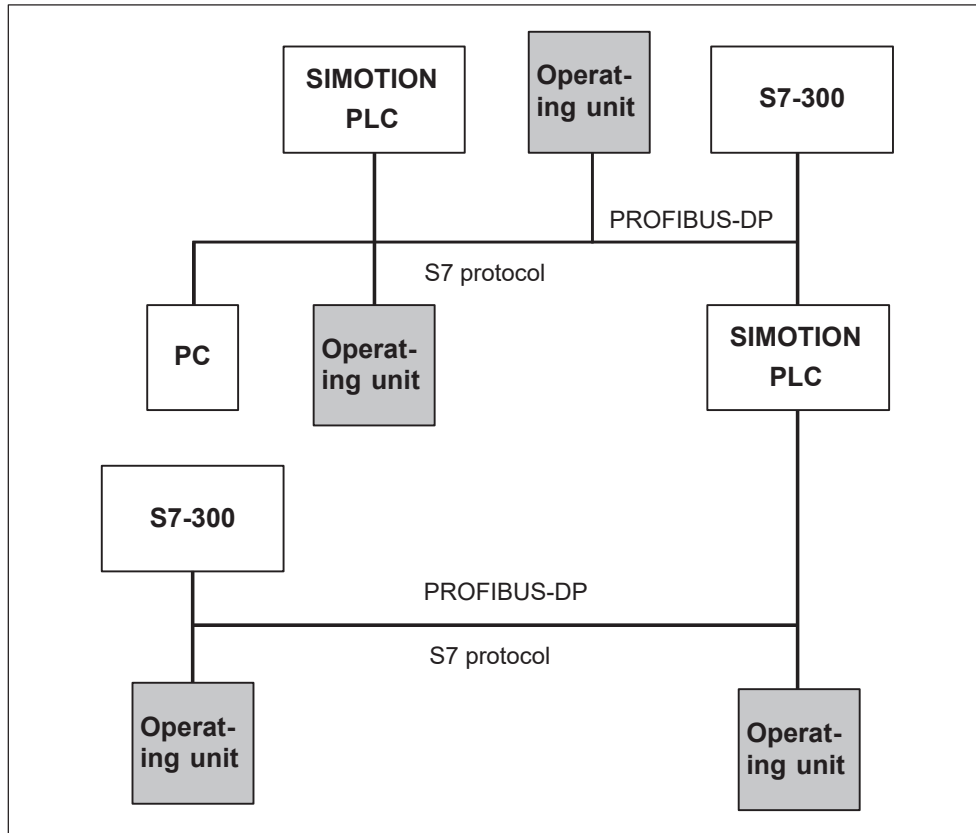 SIMOTION
PLC
Operat-
ing unit
S7-300
PROFIBUS-DP
S7 protocol
PC
Operat-
ing unit
SIMOTION
PLC
S7-300
PROFIBUS-DP
S7 protocol
Operat-
ing unit
Operat-
ing unit